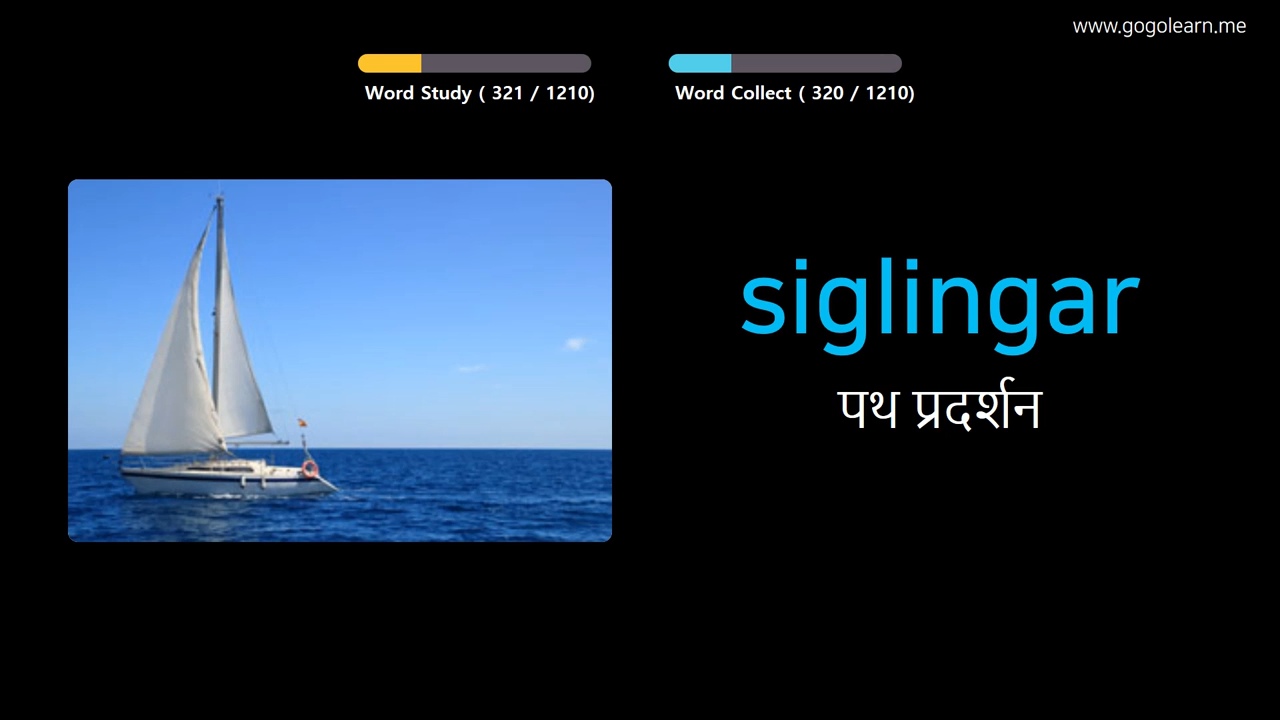 www.gogolearn.me
Word Study ( 321 / 1210)
Word Collect ( 320 / 1210)
siglingar
पथ प्रदर्शन